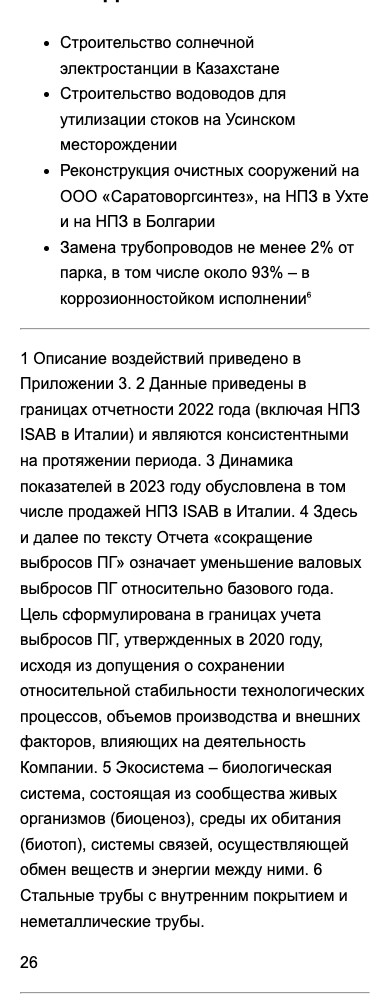 • Строительство солнечной
электростанции в Казахстане
• Строительство водоводов для
утилизации стоков на Усинском
месторождении
• Реконструкция очистных сооружений на
ООО «Саратоворгсинтез», на НПЗ в Ухте
и на НПЗ в Болгарии
• Замена трубопроводов не менее 2% от
парка, в том числе около 93% – в
коррозионностойком исполнении⁶
1 Описание воздействий приведено в
Приложении 3. 2 Данные приведены в
границах отчетности 2022 года (включая НПЗ
ISAB в Италии) и являются консистентными
на протяжении периода. 3 Динамика
показателей в 2023 году обусловлена в том
числе продажей НПЗ ISAB в Италии. 4 Здесь
и далее по тексту Отчета «сокращение
выбросов ПГ» означает уменьшение валовых
выбросов ПГ относительно базового года.
Цель сформулирована в границах учета
выбросов ПГ, утвержденных в 2020 году,
исходя из допущения о сохранении
относительной стабильности технологических
процессов, объемов производства и внешних
факторов, влияющих на деятельность
Компании. 5 Экосистема – биологическая
система, состоящая из сообщества живых
организмов (биоценоз), среды их обитания
(биотоп), системы связей, осуществляющей
обмен веществ и энергии между ними. 6
Стальные трубы с внутренним покрытием и
неметаллические трубы.
26